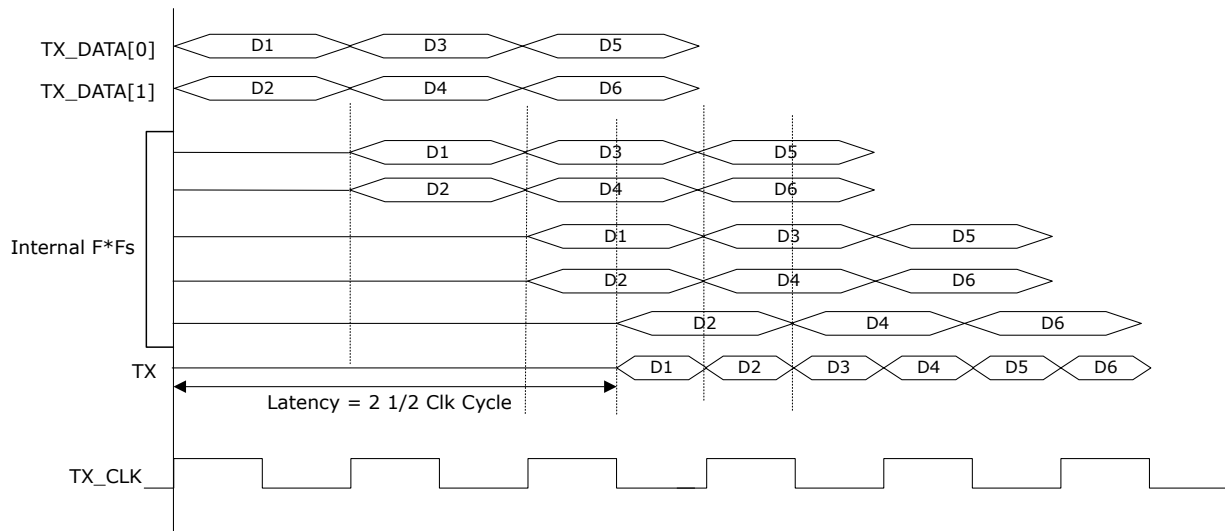 TX_DATA[0] D1 D3 D5
TX_DATA[1] D2 D4 D6
D1 D3 D5
D2 D4 D6
Internal F*Fs
D1 D3 D5
D2 D4 D6
D2 D4 D6
TX D1 D2 D3 D4 D5 D6
Latency = 2 1/2 Clk Cycle
TX_CLK